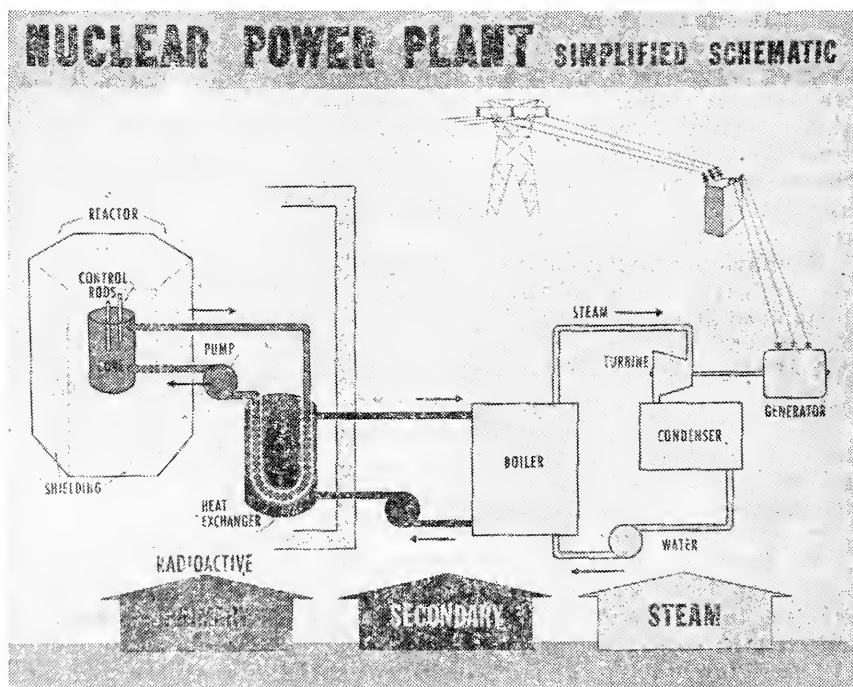 NUCLEAR POWER PLANT SIMPLIFIED SCHEMATIC
REACTOR
CONTROL
RODS
CORE
PUMP
SHIELDING
HEAT
EXCHANGER
STEAM
TURBINE
GENERATOR
CONDENSER
BOILER
WATER
RADIOACTIVE
PRIMARY
SECONDARY
STEAM